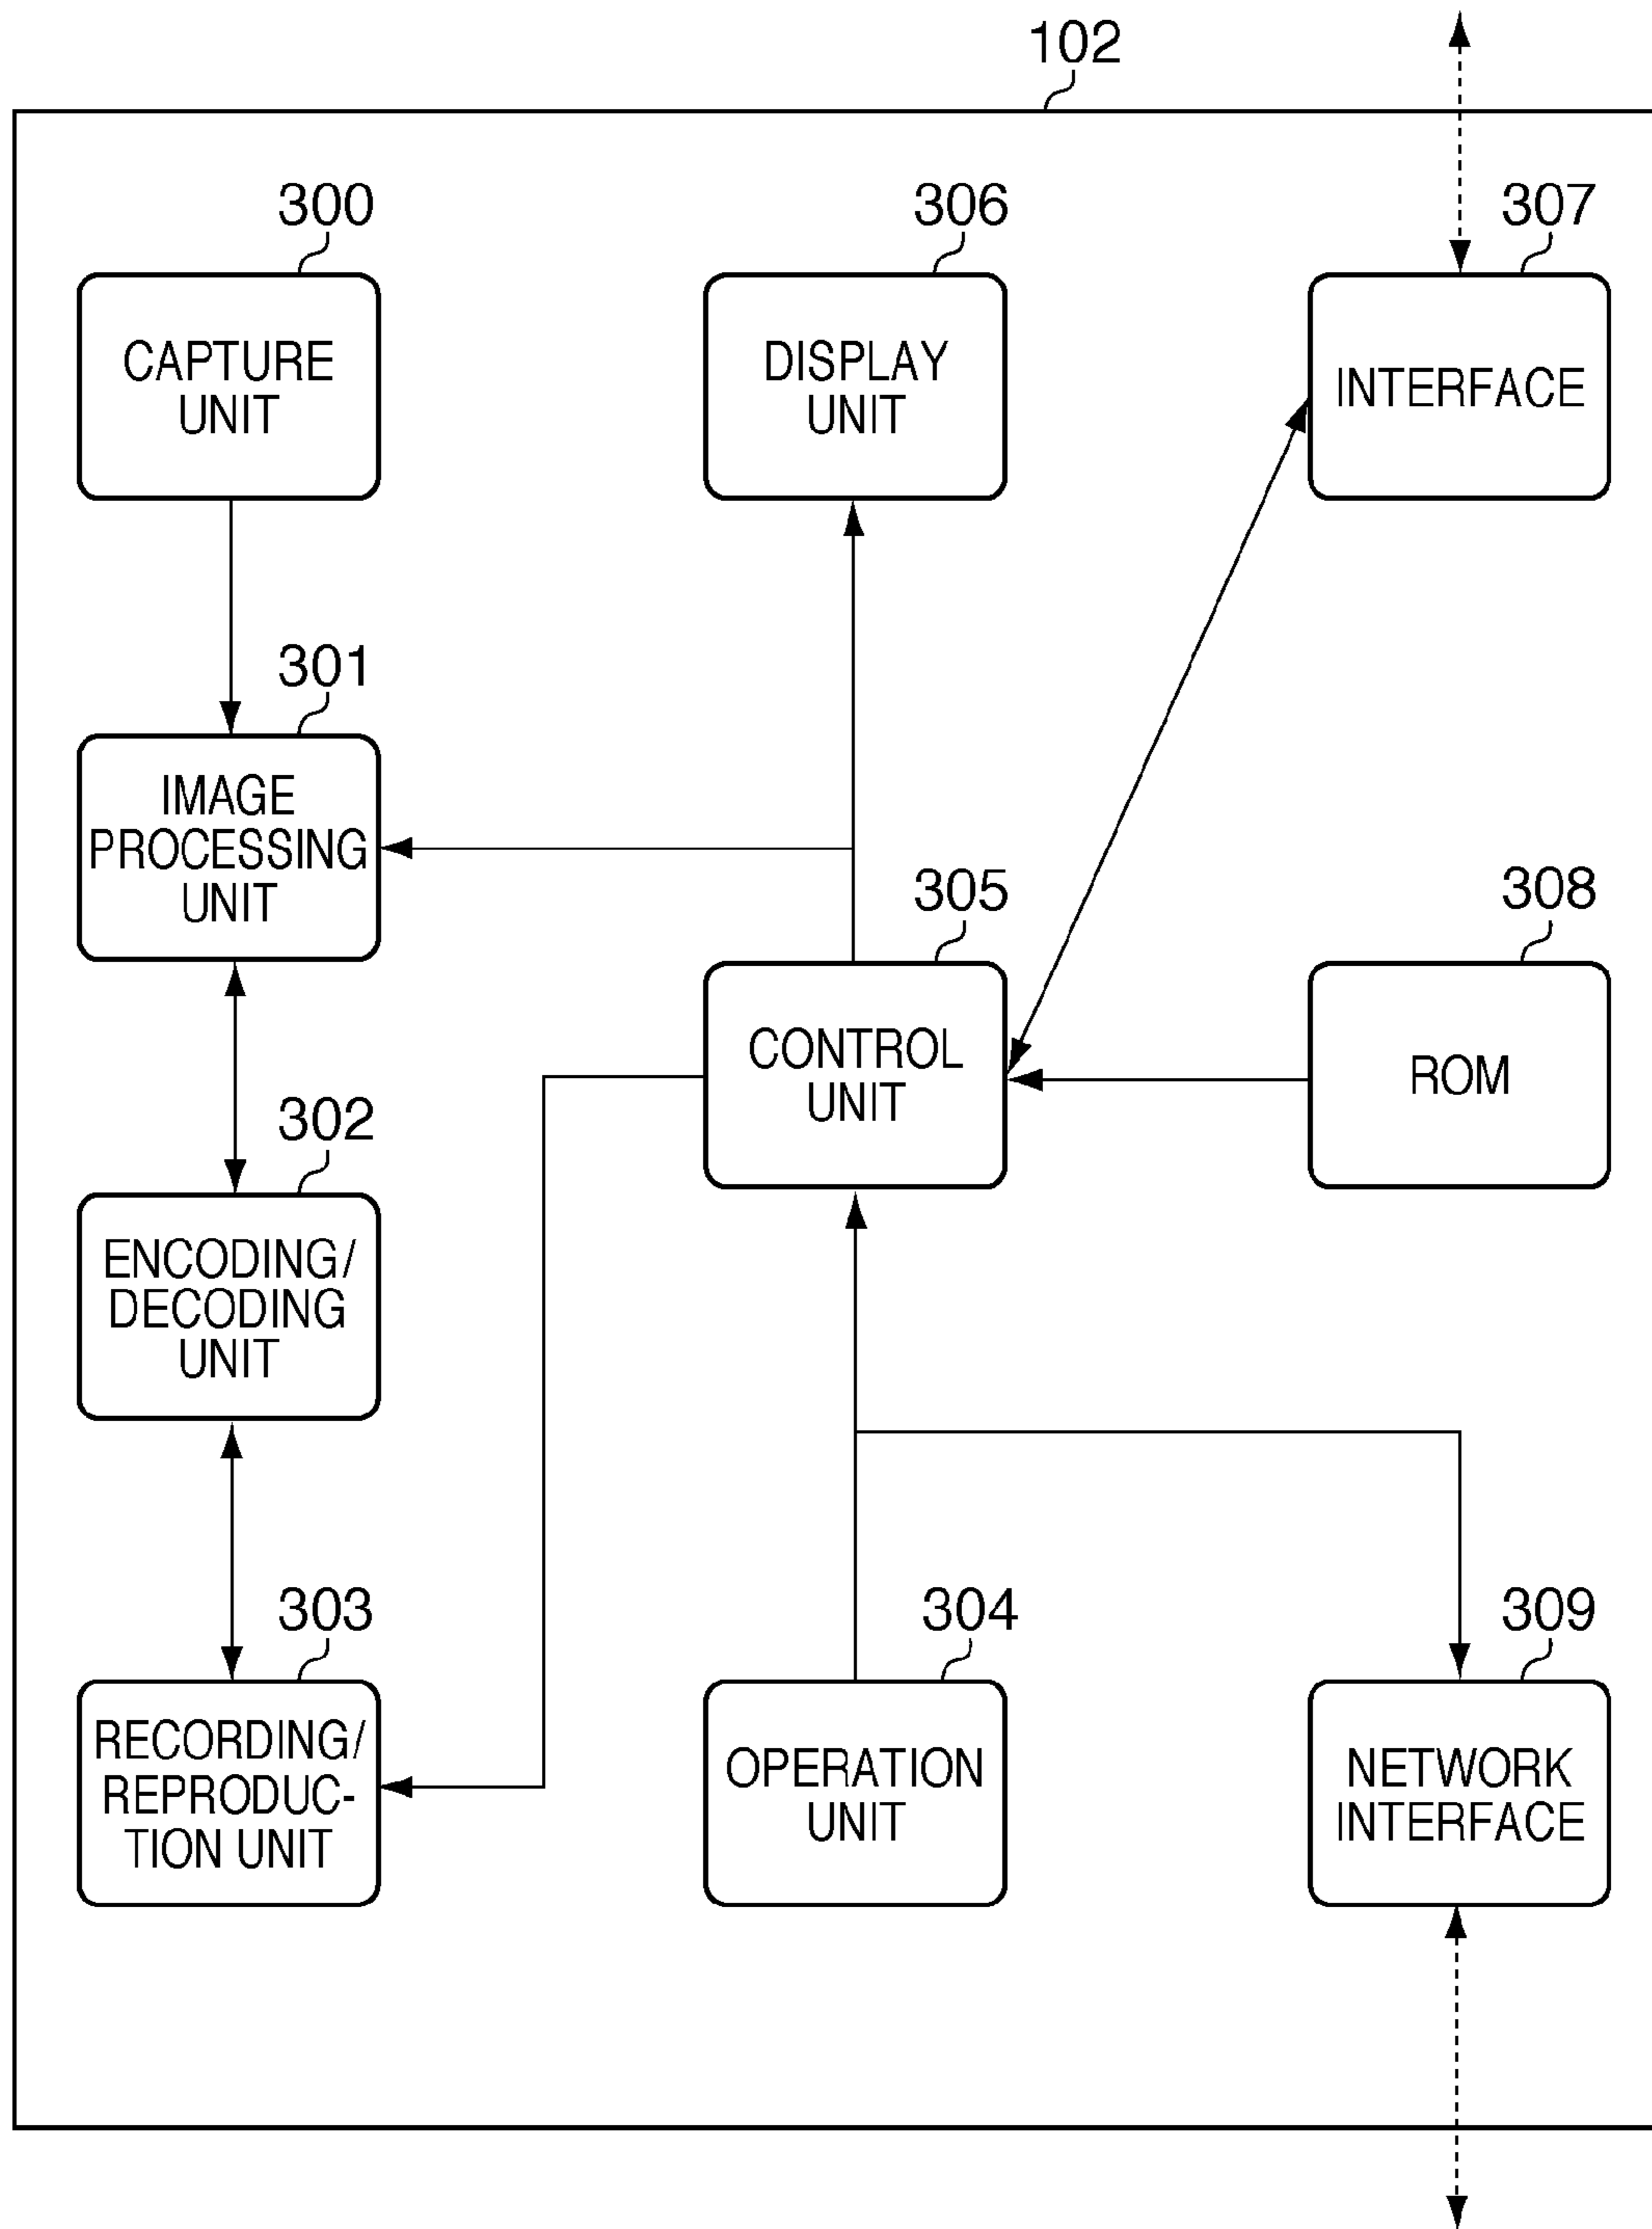 102
300
306
307
CAPTURE
UNIT
DISPLAY
UNIT
INTERFACE
301
IMAGE
PROCESSING
UNIT
305
308
CONTROL
UNIT
ROM
302
ENCODING/
DECODING
UNIT
303
304
309
RECORDING/
REPRODUC-
TION UNIT
OPERATION
UNIT
NETWORK
INTERFACE